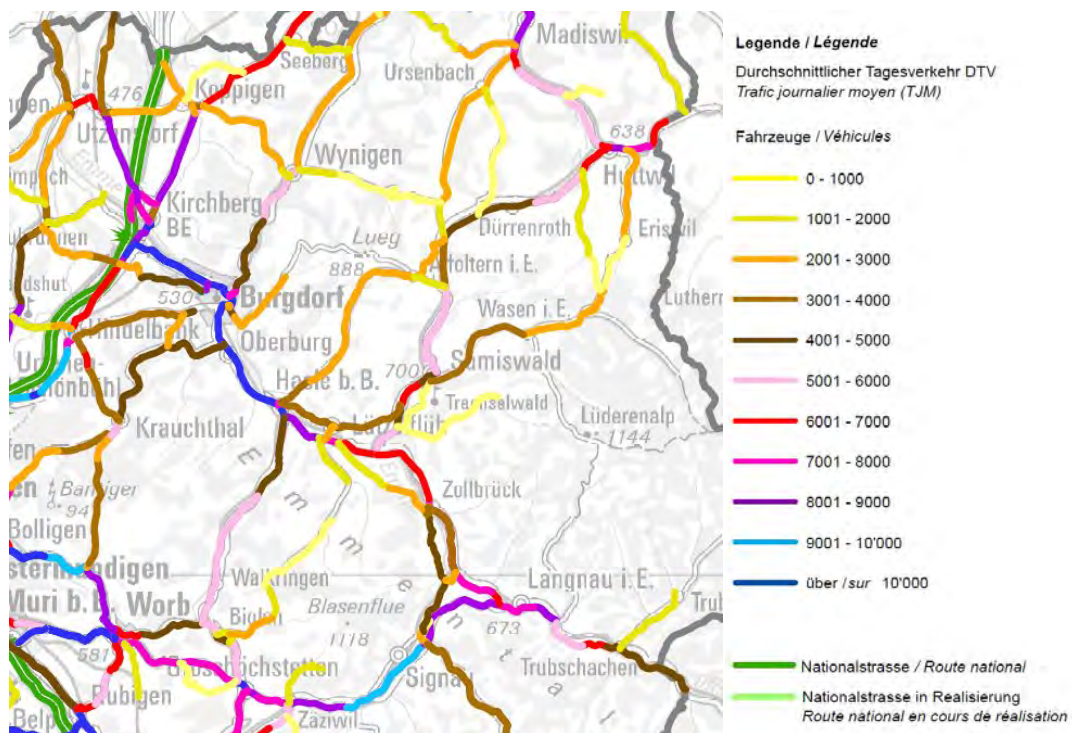 Madiswil
Seeberg
Ursenbach
476
Koppigen
Utzenstorf
638
Wynigen
Huttwil
Kirchberg
BE
Lueg
Dürrenroth
Eriswil
888
Affoltern i.E.
530
Burgdorf
Wasen i.E.
Luthern
Hindelbank
Oberburg
700
Sumiswald
Hasle b. B.
Trachselwald
Lüderenalp
Krauchthal
1144
Bantiger
94
Zollbrück
Bolligen
E m m e n t a l
Walkringen
Langnau i.E.
Muri b. B.
Worb
Biglen
Blasenflue
1118
673
581
Grosshöchstetten
Trubschachen
Signa
Rubigen
Belp
Zäziwil
Legende / Légende
Durchschnittlicher Tagesverkehr DTV
Trafic journalier moyen (TJM)
Fahrzeuge / Véhicules
0 - 1000
1001 - 2000
2001 - 3000
3001 - 4000
4001 - 5000
5001 - 6000
6001 - 7000
7001 - 8000
8001 - 9000
9001 - 10'000
über / sur 10'000
Nationalstrasse / Route national
Nationalstrasse in Realisierung
Route national en cours de réalisation